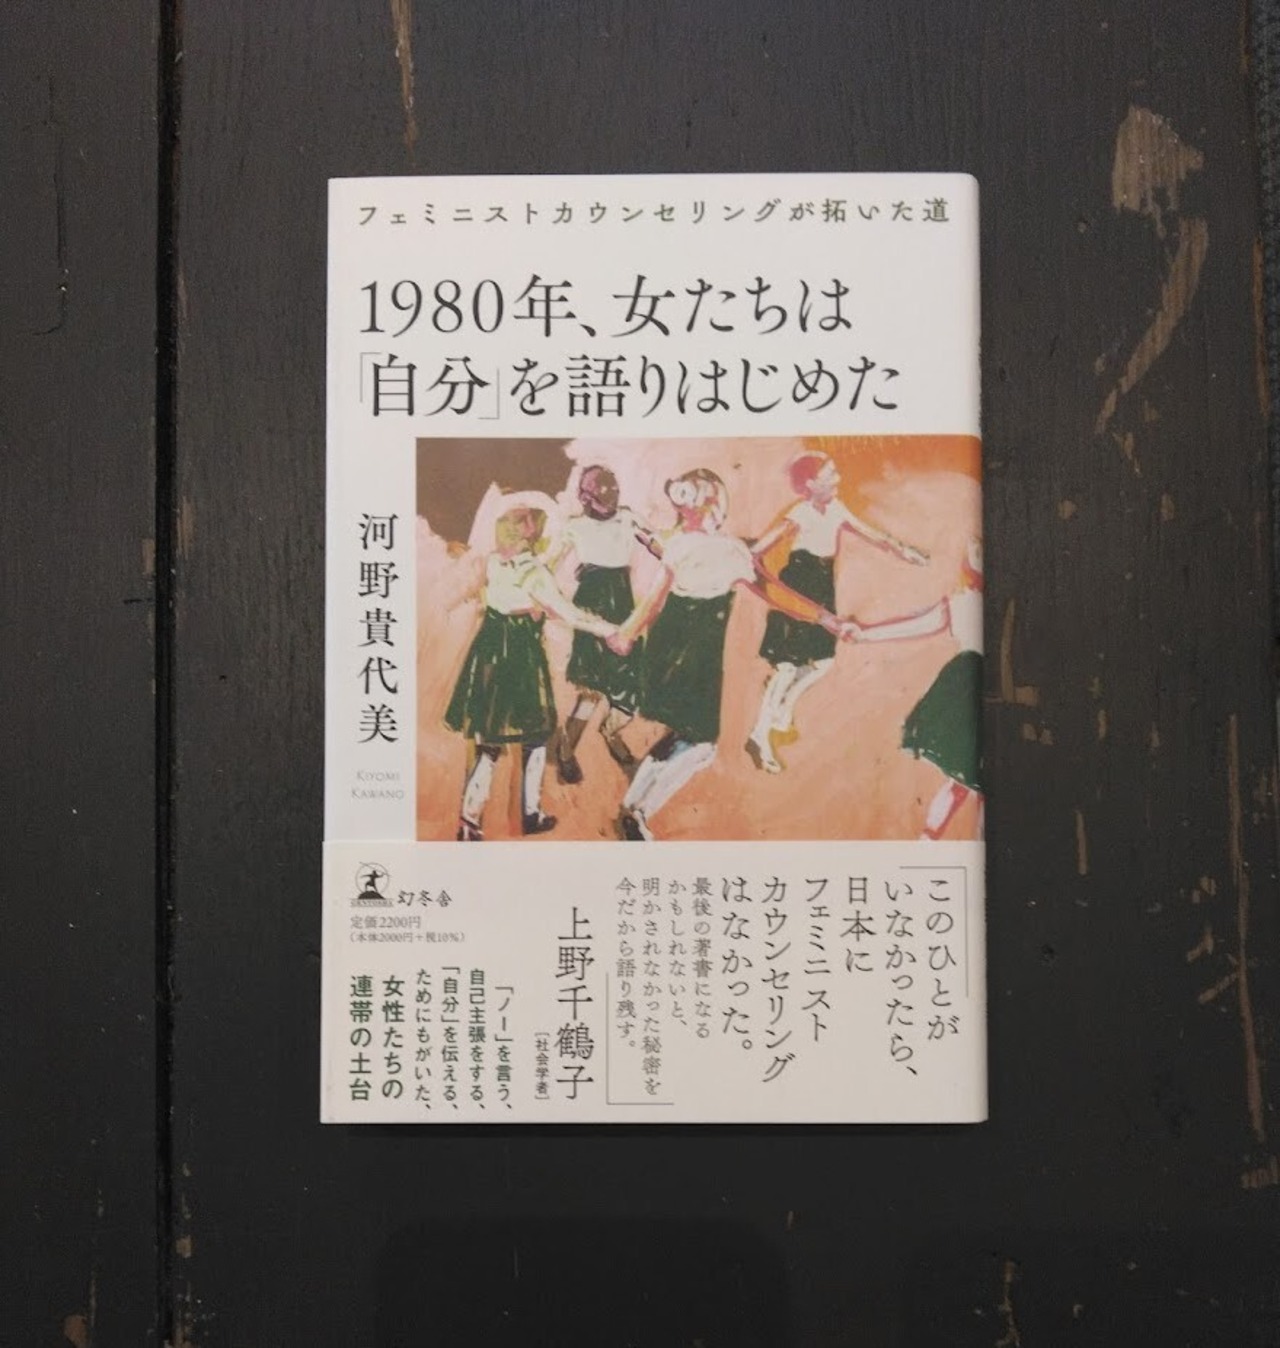 フェミニストカウンセリングが拓いた道
1980年、女たちは
「自分」を語りはじめた
河野貴代美
KIYOMI
KAWANO
「このひとが
いなかったら、
日本に
フェミニスト
カウンセリング
はなかった。
最後の著書になる
かもしれないと、
明かされなかった秘密を
今だから語り残す。」
上野千鶴子
[社会学者]
「ノー」を言う、
自己主張をする、
「自分」を伝える、
ためにもがいた、
女性たちの
連帯の土台
GENTOSHA
幻冬舎
定価2200円
(本体2000円+税10%)